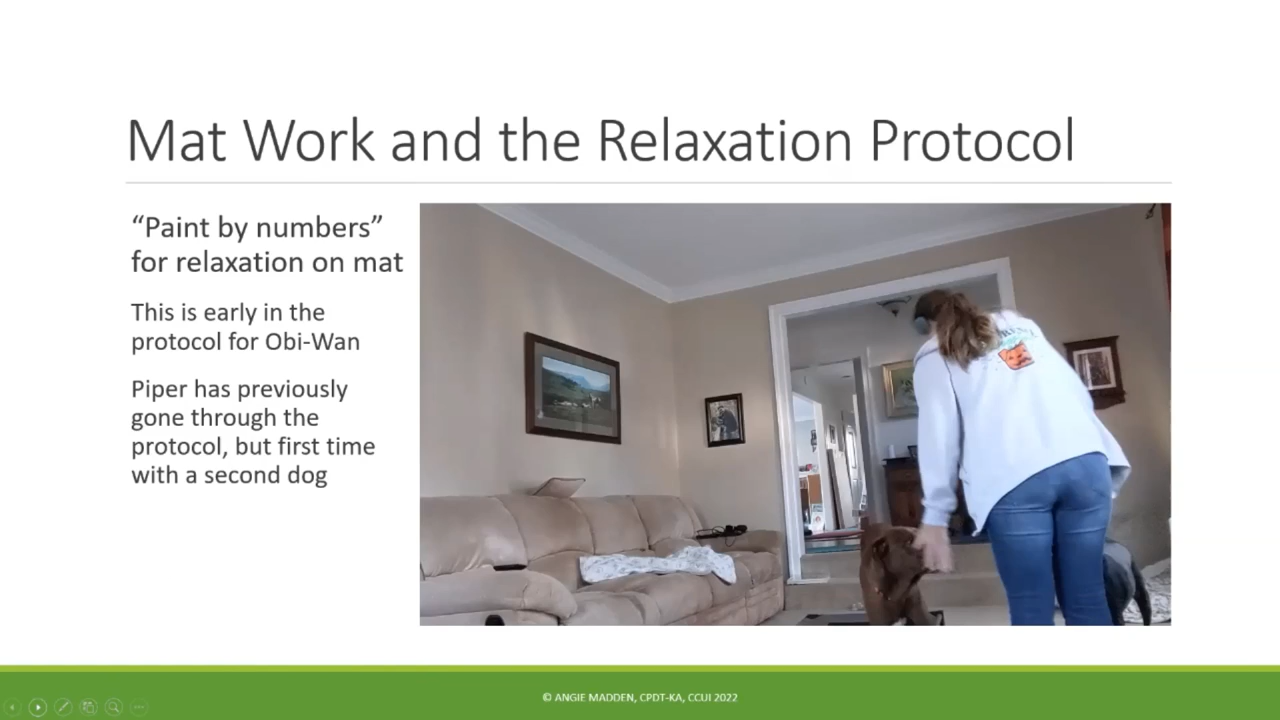 Mat Work and the Relaxation Protocol
“Paint by numbers”
for relaxation on mat
This is early in the
protocol for Obi-Wan
Piper has previously
gone through the
protocol, but first time
with a second dog
© ANGIE MADDEN, CPDT-KA, CCUI 2022